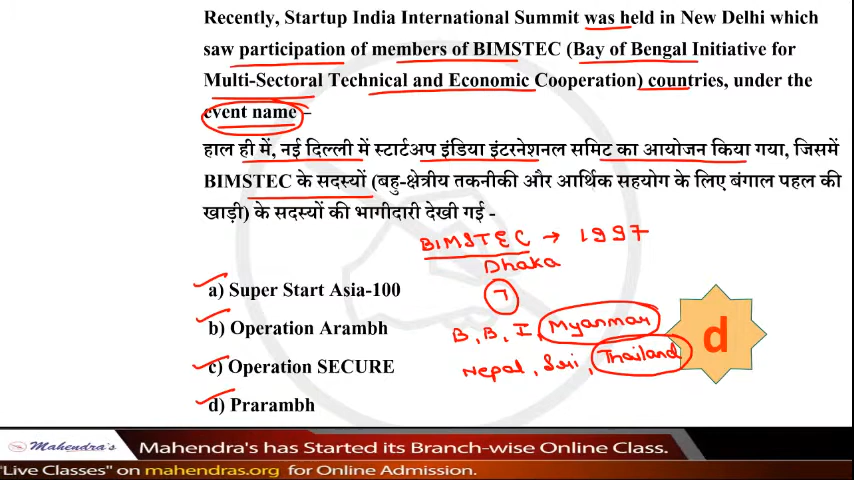 Recently, Startup India International Summit was held in New Delhi which
saw participation of members of BIMSTEC (Bay of Bengal Initiative for
Multi-Sectoral Technical and Economic Cooperation) countries, under the
event name –
हाल ही में, नई दिल्ली में स्टार्टअप इंडिया इंटरनेशनल समिट का आयोजन किया गया, जिसमें
BIMSTEC के सदस्यों (बहु-क्षेत्रीय तकनीकी और आर्थिक सहयोग के लिए बंगाल पहल की
खाड़ी) के सदस्यों की भागीदारी देखी गई -
BIMSTEC → 1997
Dhaka
7
a) Super Start Asia-100
b) Operation Arambh
B, B, I, Myanmar
d
c) Operation SECURE
Nepal, Sri, Thailand
d) Prarambh
Mahendra's
Mahendra's has Started its Branch-wise Online Class.
"Live Classes" on mahendras.org for Online Admission.